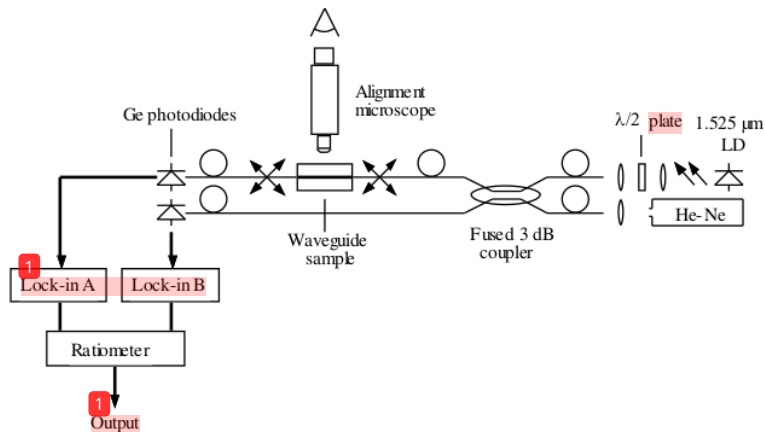 Alignment
microscope
Ge photodiodes
λ/2 plate
1.525 μm
LD
He-Ne
Waveguide
sample
Fused 3 dB
coupler
1
Lock-in A
Lock-in B
Ratiometer
1
Output